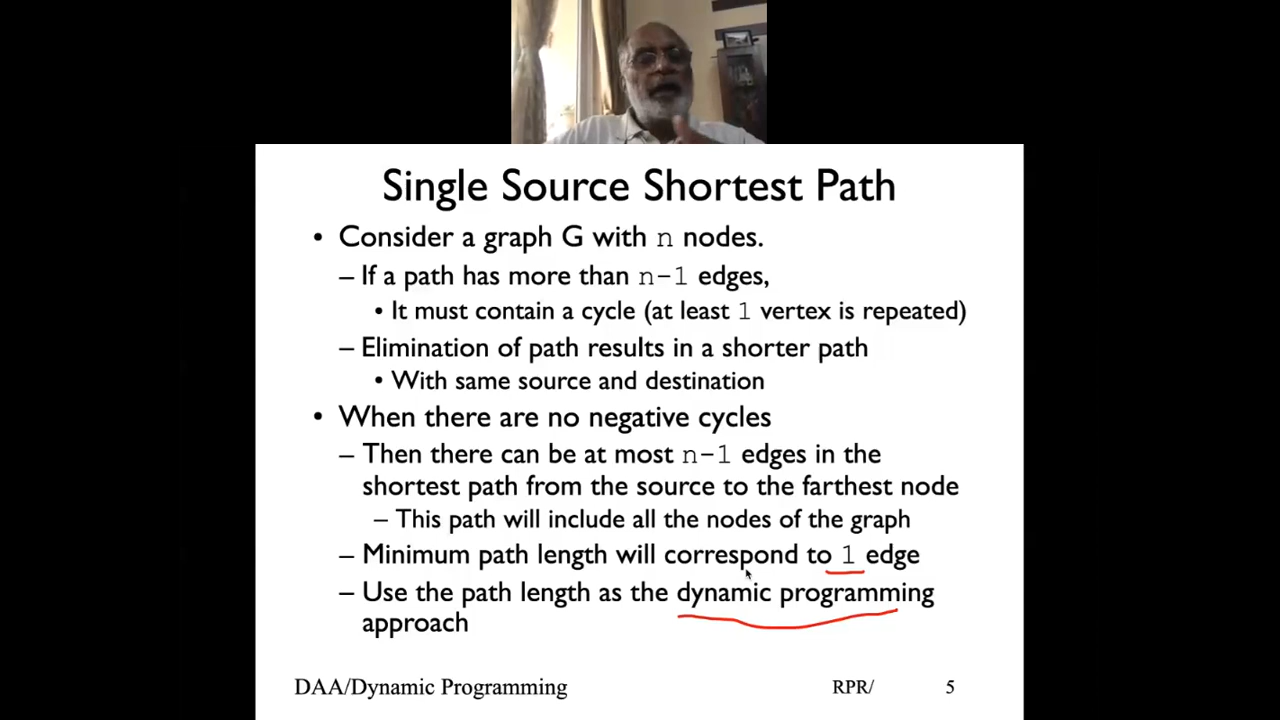 Single Source Shortest Path
• Consider a graph G with n nodes.
– If a path has more than n-1 edges,
• It must contain a cycle (at least 1 vertex is repeated)
– Elimination of path results in a shorter path
• With same source and destination
• When there are no negative cycles
– Then there can be at most n-1 edges in the
shortest path from the source to the farthest node
– This path will include all the nodes of the graph
– Minimum path length will correspond to 1 edge
– Use the path length as the dynamic programming
approach
DAA/Dynamic Programming RPR/ 5